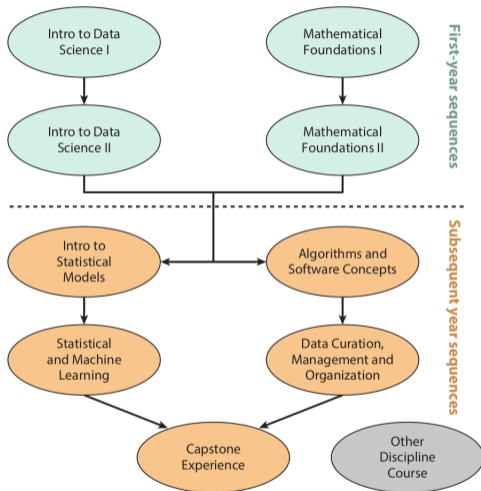 Intro to Data
Science I
Mathematical
Foundations I
Intro to Data
Science II
Mathematical
Foundations II
First-year sequences
Intro to
Statistical
Models
Algorithms and
Software Concepts
Statistical
and Machine
Learning
Data Curation,
Management and
Organization
Subsequent year sequences
Capstone
Experience
Other
Discipline
Course